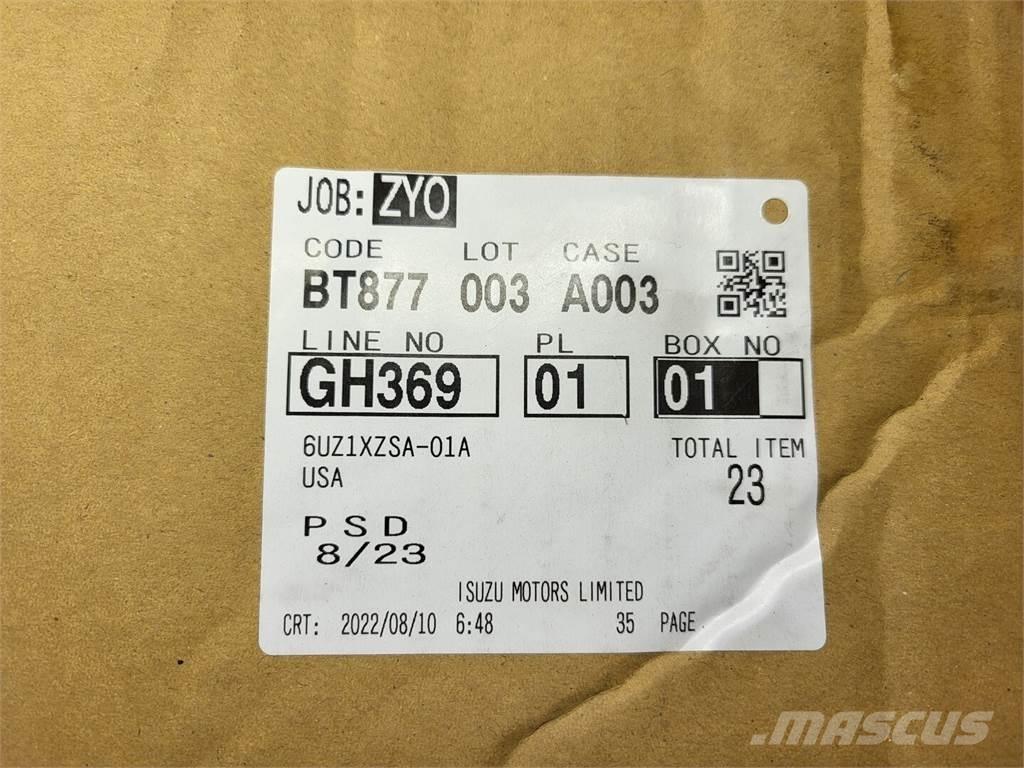 JOB: ZYO
CODE LOT CASE
BT877 003 A003
LINE NO PL BOX NO
GH369 01 01
6UZ1XZSA-01A TOTAL ITEM
USA 23
PSD
8/23
ISUZU MOTORS LIMITED
CRT: 2022/08/10 6:48 35 PAGE
MASCUS